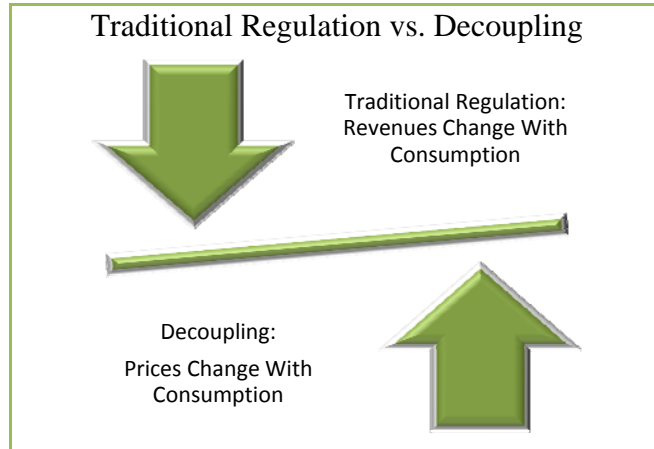 Traditional Regulation vs. Decoupling
Traditional Regulation:
Revenues Change With
Consumption
Decoupling:
Prices Change With
Consumption